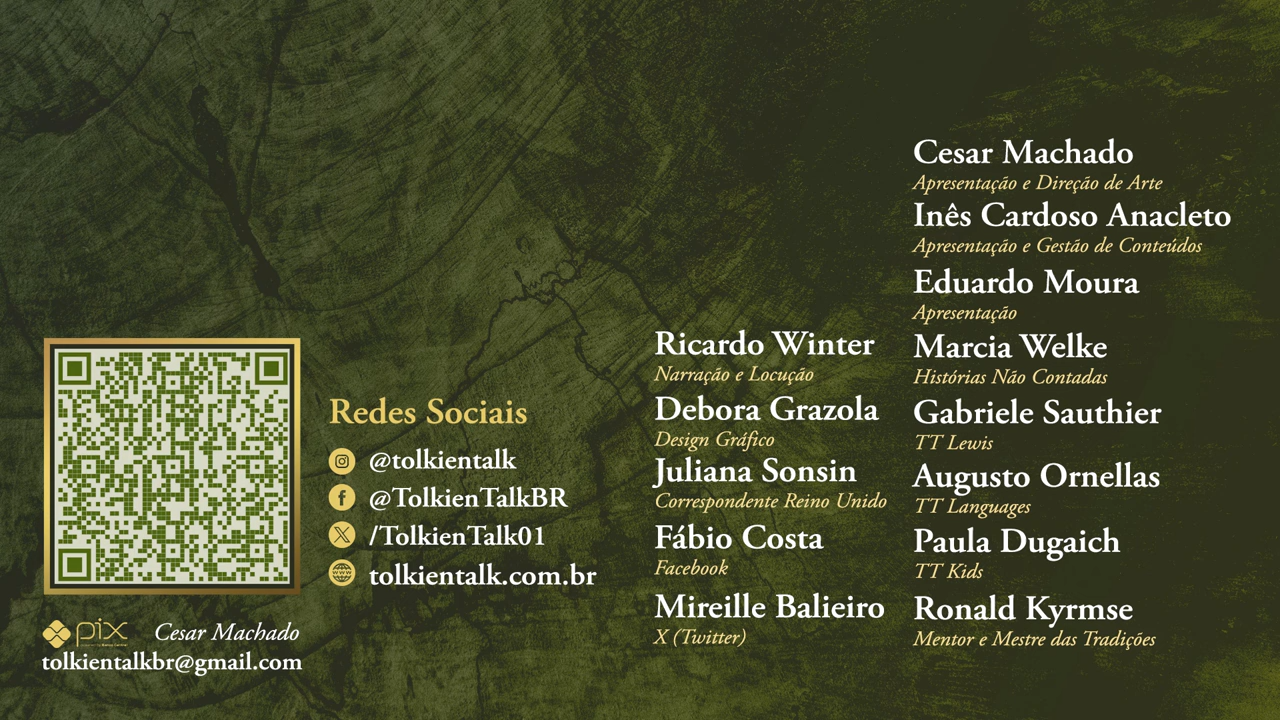 Redes Sociais
@tolkientalk
@TolkienTalkBR
/TolkienTalk01
tolkientalk.com.br
pix
Cesar Machado
tolkientalkbr@gmail.com
Ricardo Winter
Narração e Locução
Debora Grazola
Design Gráfico
Juliana Sonsin
Correspondente Reino Unido
Fábio Costa
Facebook
Mireille Balieiro
X (Twitter)
Cesar Machado
Apresentação e Direção de Arte
Inês Cardoso Anacleto
Apresentação e Gestão de Conteúdos
Eduardo Moura
Apresentação
Marcia Welke
Histórias Não Contadas
Gabriele Sauthier
TT Lewis
Augusto Ornellas
TT Languages
Paula Dugaich
TT Kids
Ronald Kyrmse
Mentor e Mestre das Tradições